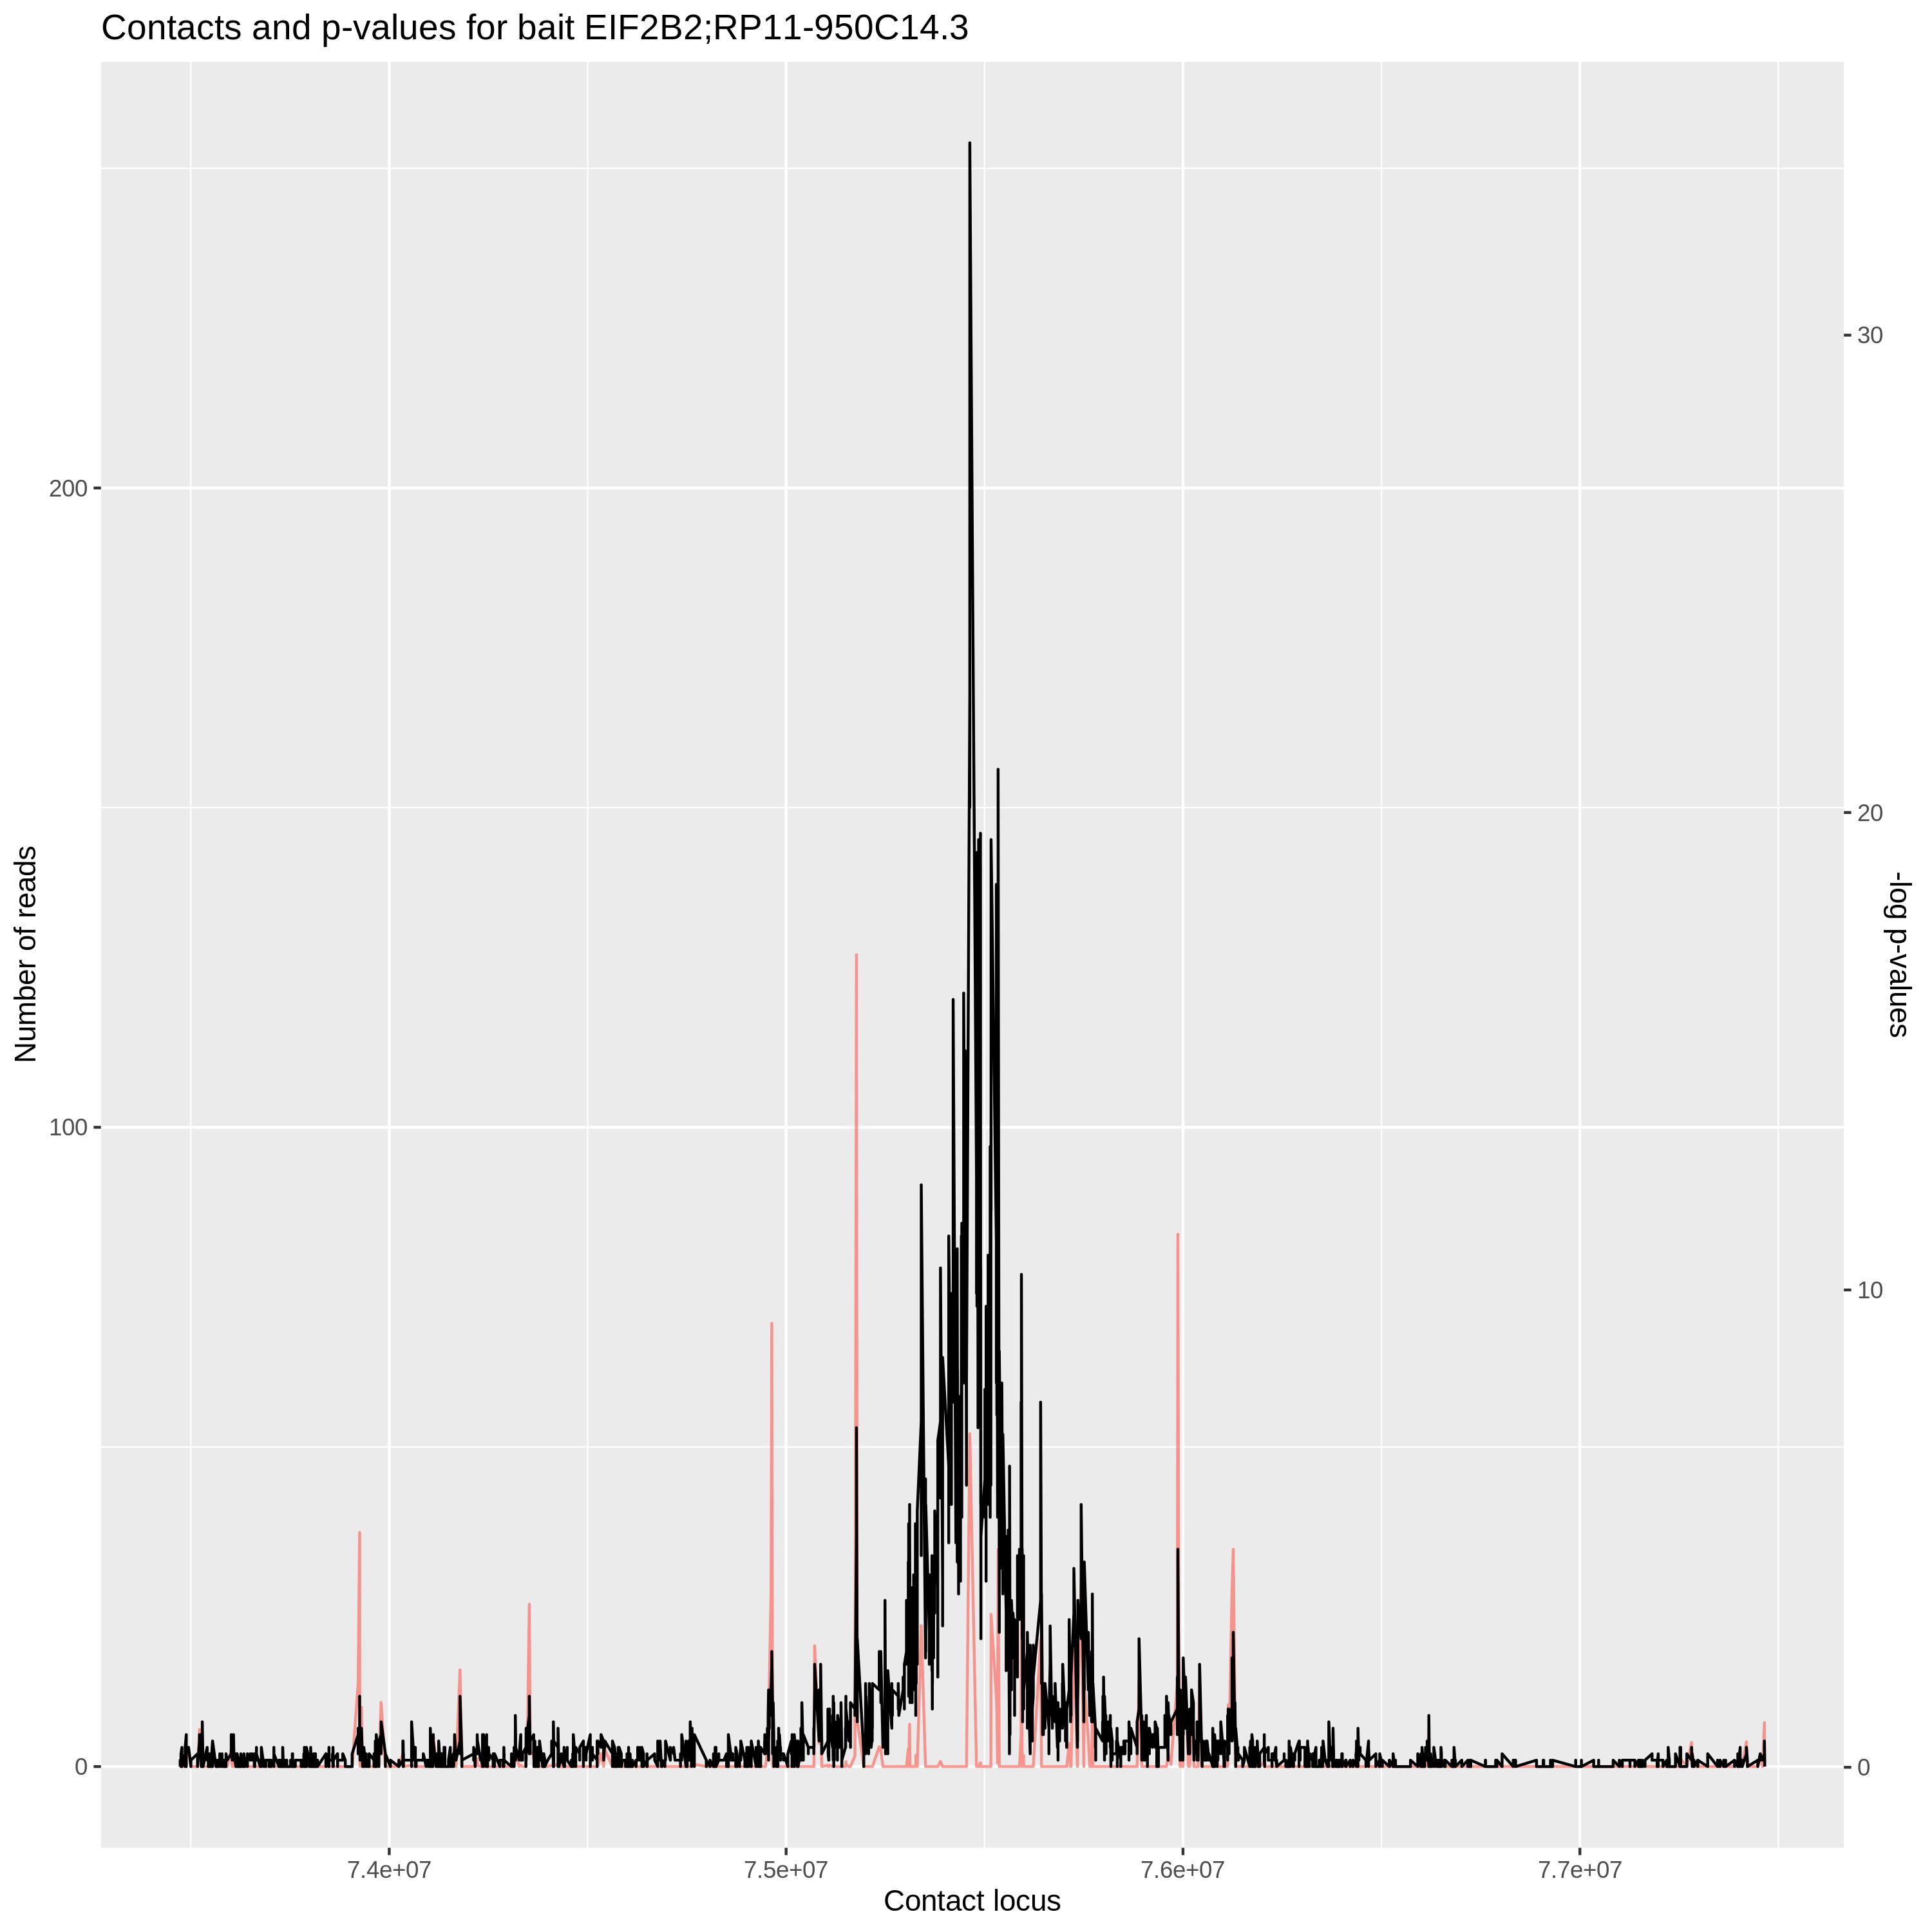 Contacts and p-values for bait EIF2B2;RP11-950C14.3
Number of reads
200
100
0
30
20
10
0
-log p-values
7.4e+07
7.5e+07
7.6e+07
7.7e+07
Contact locus